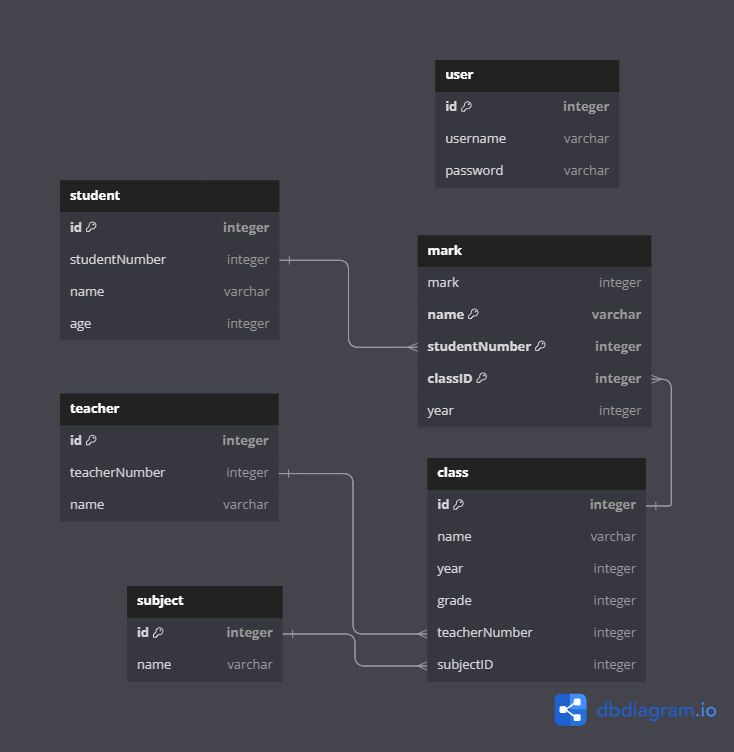 user
id integer
username varchar
password varchar
student
id integer
studentNumber integer
name varchar
age integer
mark
mark integer
name varchar
studentNumber integer
classID integer
year integer
teacher
id integer
teacherNumber integer
name varchar
class
id integer
name varchar
year integer
grade integer
teacherNumber integer
subjectID integer
subject
id integer
name varchar
dbdiagram.io